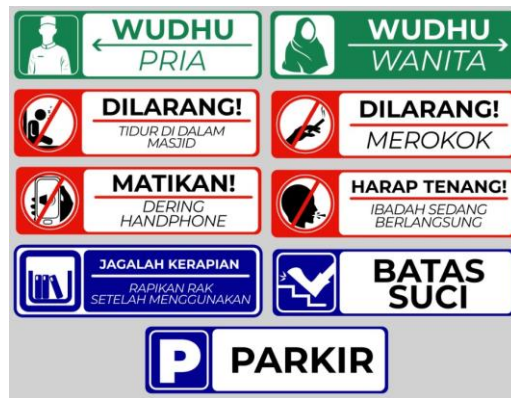 WUDHU
PRIA
WUDHU
WANITA
DILARANG!
TIDUR DI DALAM
MASJID
DILARANG!
MEROKOK
MATIKAN!
DERING
HANDPHONE
HARAP TENANG!
IBADAH SEDANG
BERLANGSUNG
JAGALAH KERAPIAN
RAPIKAN RAK
SETELAH MENGGUNAKAN
BATAS
SUCI
P PARKIR